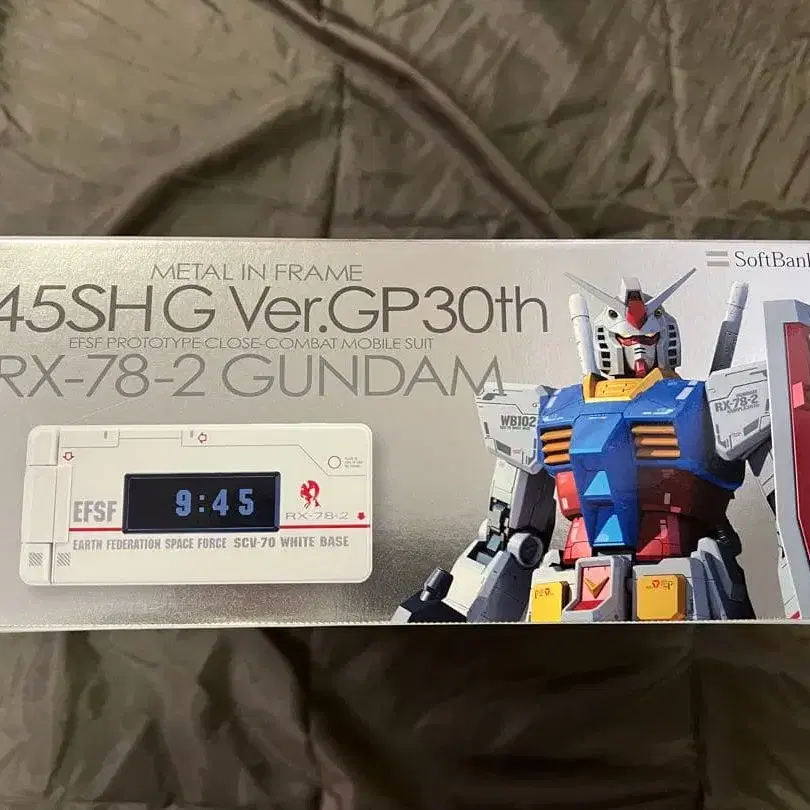 METAL IN FRAME
SoftBank
45SH G Ver.GP30th
EFSF PROTOTYPE CLOSE-COMBAT MOBILE SUIT
RX-78-2 GUNDAM
WB102
RX-78-2
9:45
EFSF
RX-78-2
EARTH FEDERATION SPACE FORCE SCV-70 WHITE BASE